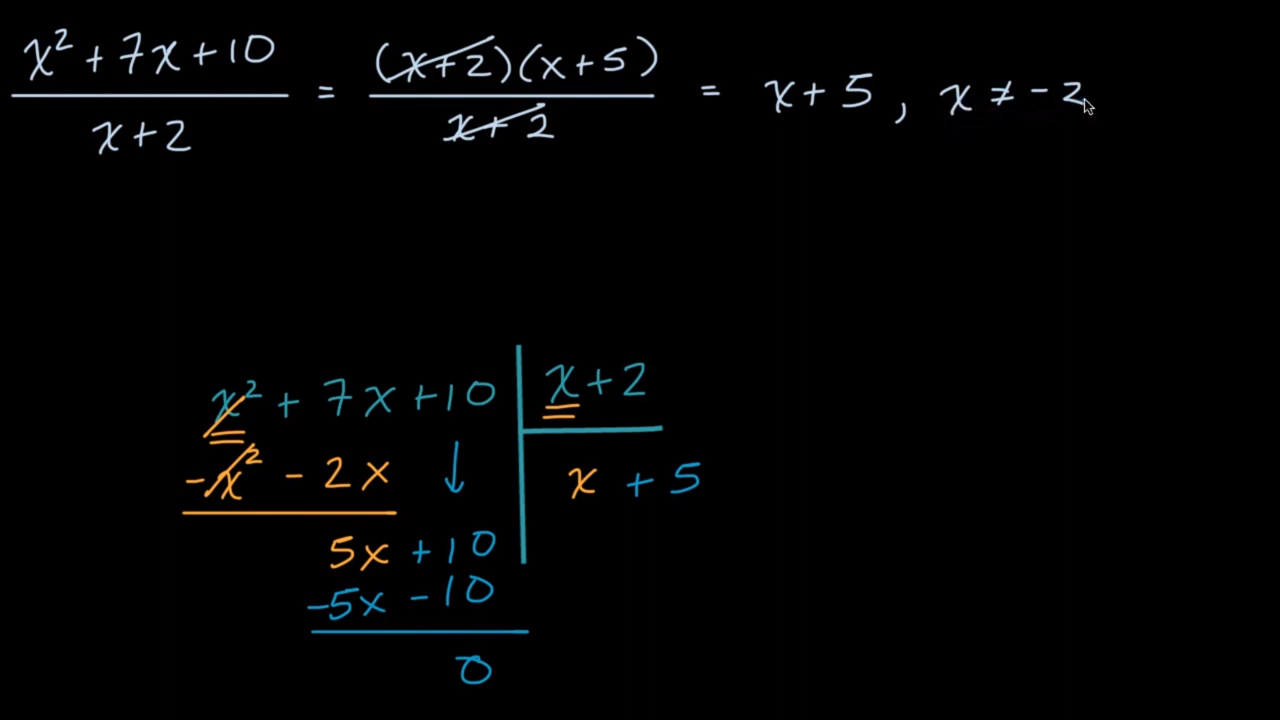 x² + 7x + 10 / x + 2 = (x + 2)(x + 5) / x + 2 = x + 5 , x ≠ - 2
x² + 7x + 10 | x + 2
-x² - 2x ↓ | x + 5
5x + 10
-5x - 10
0